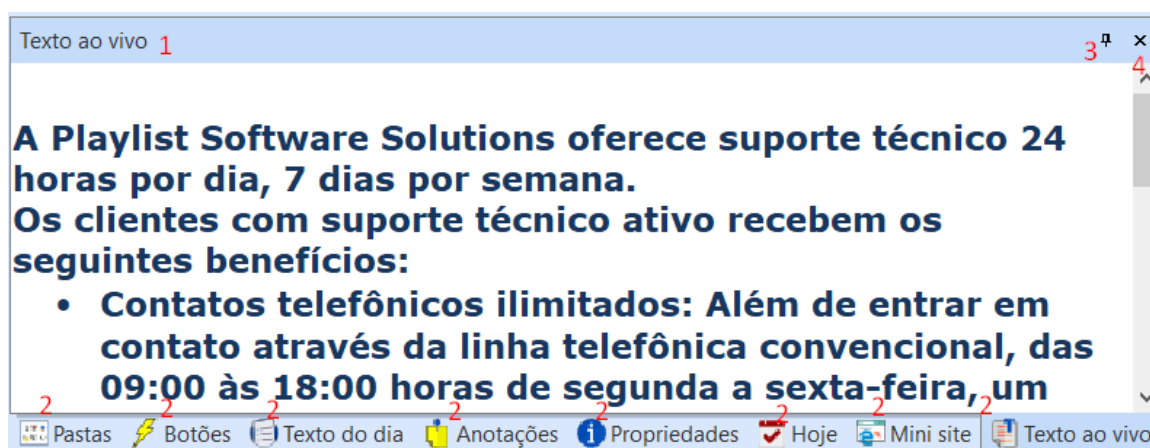 Texto ao vivo 1 3 4
A Playlist Software Solutions oferece suporte técnico 24
horas por dia, 7 dias por semana.
Os clientes com suporte técnico ativo recebem os
seguintes benefícios:
• Contatos telefônicos ilimitados: Além de entrar em
contato através da linha telefônica convencional, das
09:00 às 18:00 horas de segunda a sexta-feira, um
2 2 2 2 2 2 2 2
Pastas Botões Texto do dia Anotações Propriedades Hoje Mini site Texto ao vivo